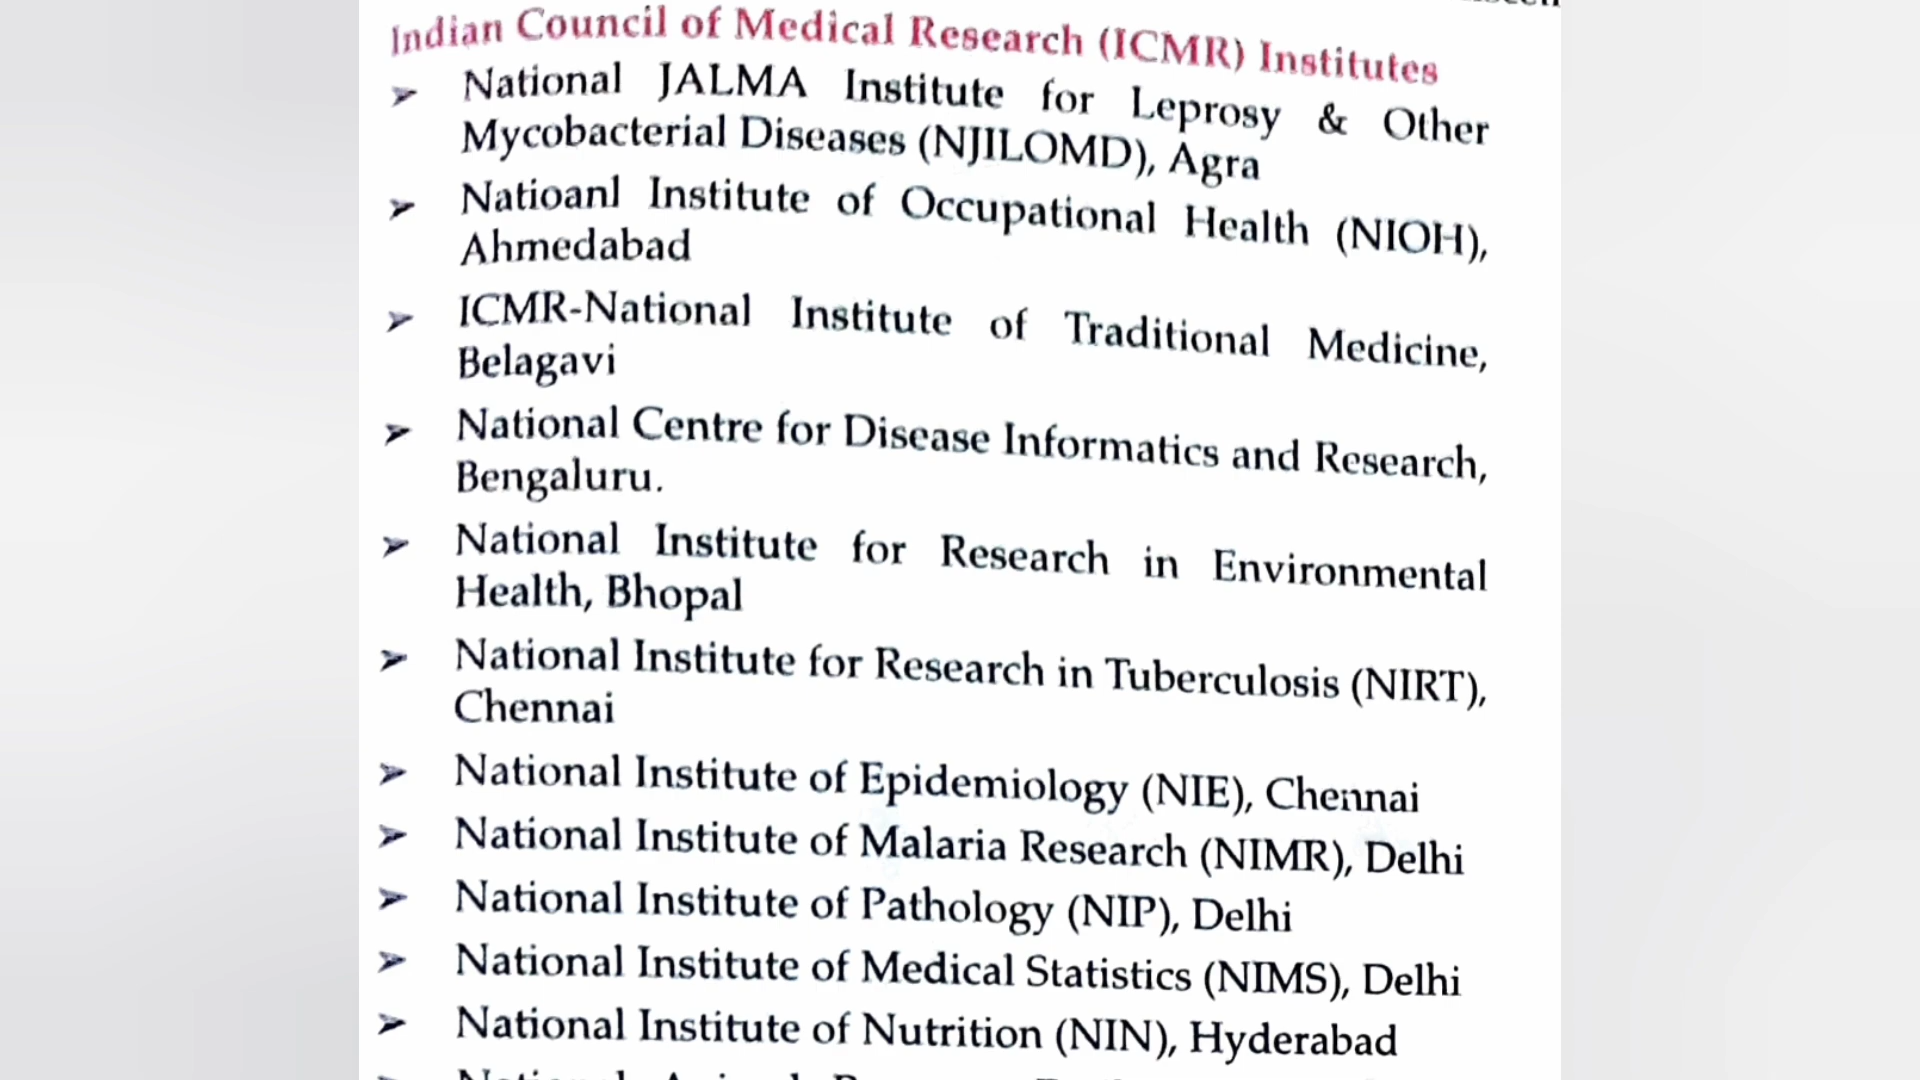 Indian Council of Medical Research (ICMR) Institutes
➢ National JALMA Institute for Leprosy & Other
Mycobacterial Diseases (NJILOMD), Agra
➢ Natioanl Institute of Occupational Health (NIOH),
Ahmedabad
➢ ICMR-National Institute of Traditional Medicine,
Belagavi
➢ National Centre for Disease Informatics and Research,
Bengaluru.
➢ National Institute for Research in Environmental
Health, Bhopal
➢ National Institute for Research in Tuberculosis (NIRT),
Chennai
➢ National Institute of Epidemiology (NIE), Chennai
➢ National Institute of Malaria Research (NIMR), Delhi
➢ National Institute of Pathology (NIP), Delhi
➢ National Institute of Medical Statistics (NIMS), Delhi
➢ National Institute of Nutrition (NIN), Hyderabad